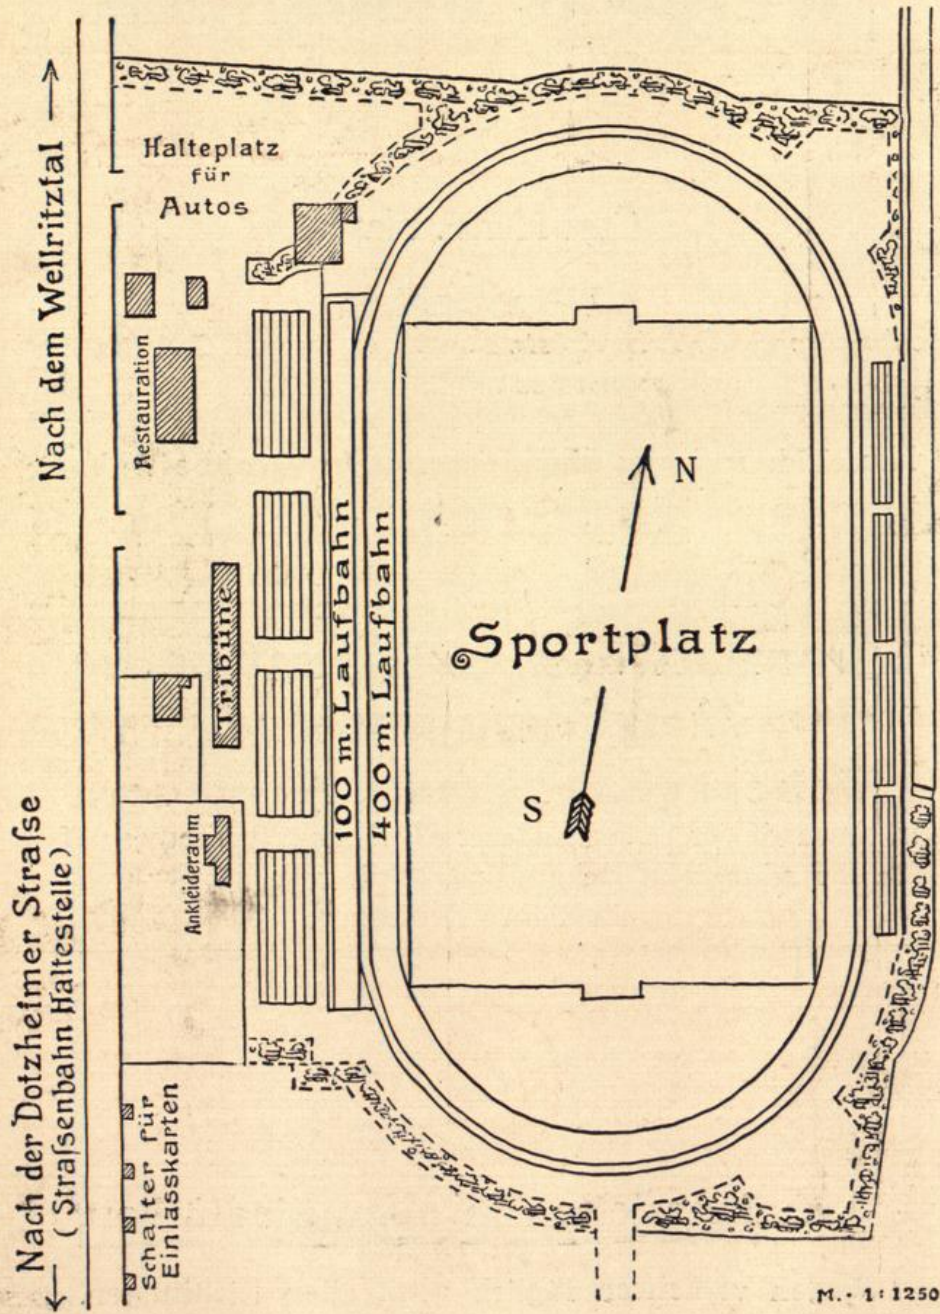 Nach dem Wellritztal
Nach der Dotzheimer Straſse
( Straſsenbahn Haltestelle )
Halteplatz
für
Autos
Restauration
Tribüne
Ankleideraum
Schalter für
Einlasskarten
100 m. Laufbahn
400 m. Laufbahn
N
Sportplatz
S
M. - 1:1250